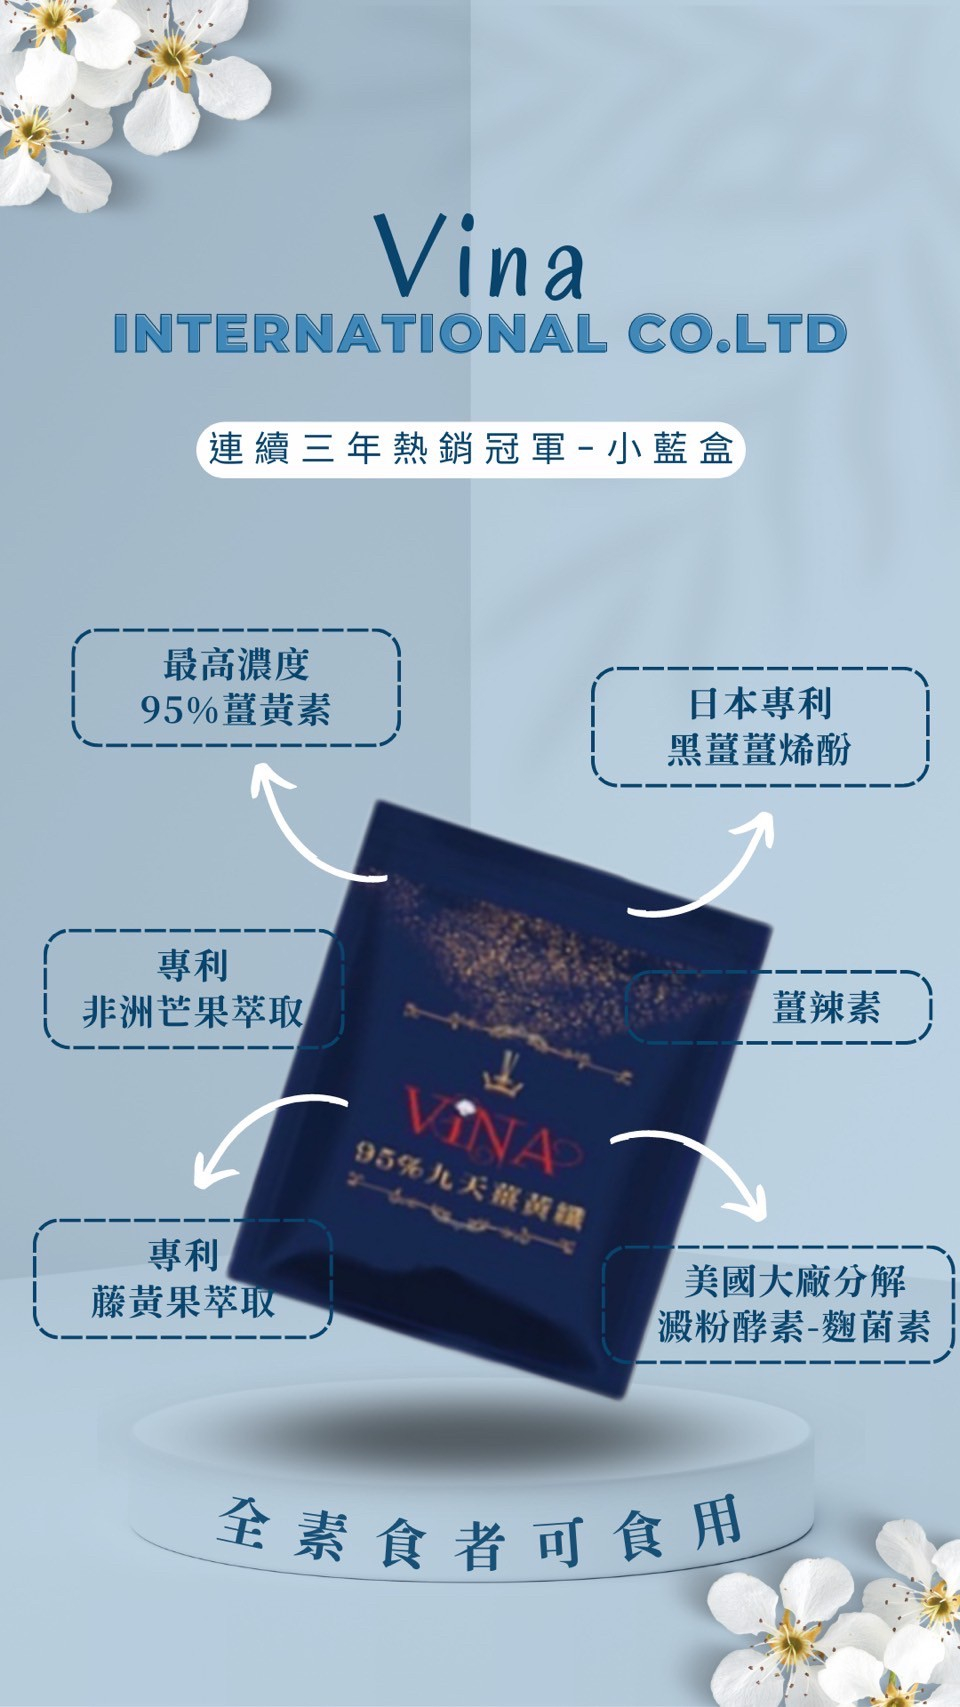 Vina
INTERNATIONAL CO.LTD
連續三年熱銷冠軍-小藍盒
最高濃度
95%薑黃素
日本專利
黑薑薑烯酚
專利
非洲芒果萃取
薑辣素
ViNA
95%九天薑黃纖
專利
藤黃果萃取
美國大廠分解
澱粉酵素-麴菌素
全素食者可食用